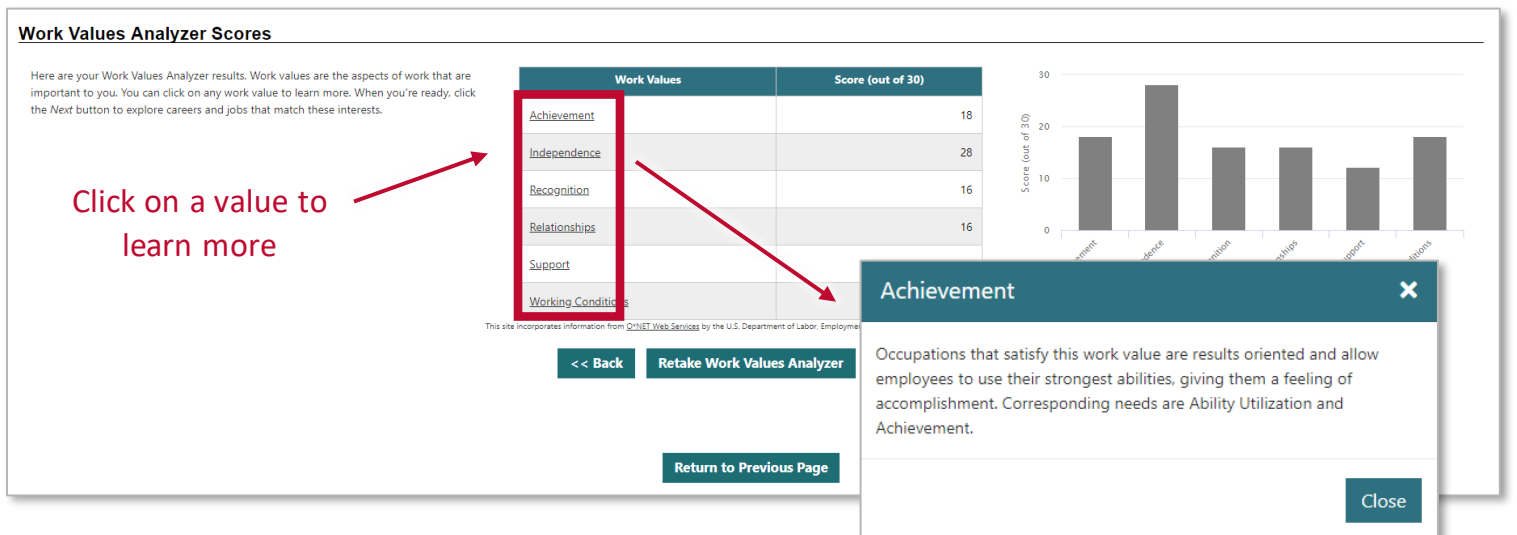 Work Values Analyzer Scores
Here are your Work Values Analyzer results. Work values are the aspects of work that are
important to you. You can click on any work value to learn more. When you're ready, click
the Next button to explore careers and jobs that match these interests.
Click on a value to
learn more
Work Values Score (out of 30)
Achievement 18
Independence 28
Recognition 16
Relationships 16
Support
Working Conditions
This site incorporates information from O*NET Web Services by the U.S. Department of Labor, Employme
<< Back Retake Work Values Analyzer
Return to Previous Page
Score (out of 30)
30
20
10
0
ement
dence
nition
nships
upport
ditions
Achievement ×
Occupations that satisfy this work value are results oriented and allow
employees to use their strongest abilities, giving them a feeling of
accomplishment. Corresponding needs are Ability Utilization and
Achievement.
Close